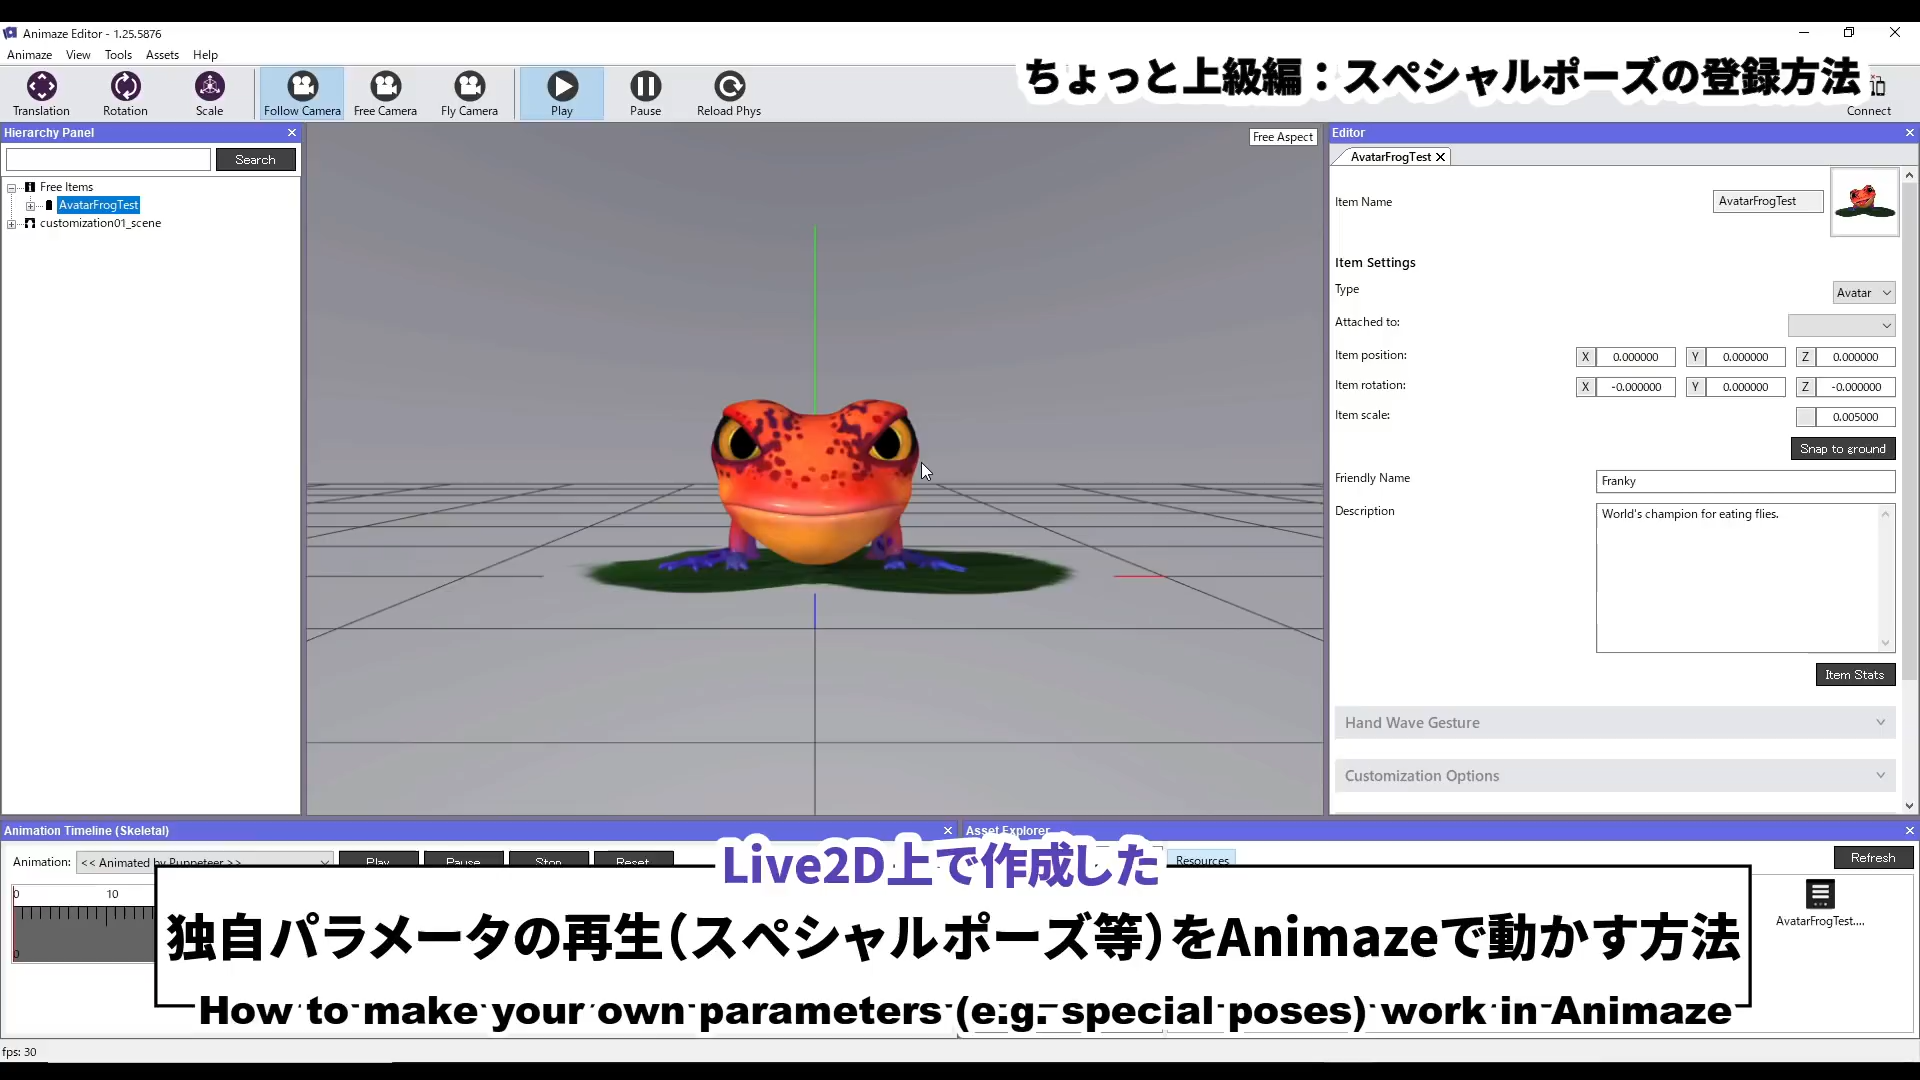 Animaze Editor - 1.25.5876
Animaze View Tools Assets Help
ちょっと上級編：スペシャルポーズの登録方法
Translation Rotation Scale Follow Camera Free Camera Fly Camera Play Pause Reload Phys Connect
Hierarchy Panel
Search
Free Items
AvatarFrogTest
customization01_scene
Free Aspect
Editor
AvatarFrogTest
Item Name AvatarFrogTest
Item Settings
Type Avatar
Attached to:
Item position: X 0.000000 Y 0.000000 Z 0.000000
Item rotation: X -0.000000 Y 0.000000 Z -0.000000
Item scale: 0.005000
Snap to ground
Friendly Name Franky
Description World's champion for eating flies.
Item Stats
Hand Wave Gesture
Customization Options
Animation Timeline (Skeletal)
Animation: << Animated by Puppeteer >> Play Pause Stop Reset
0 10
0
Asset Explorer
Resources Refresh
AvatarFrogTest....
Live2D上で作成した
独自パラメータの再生（スペシャルポーズ等）をAnimazeで動かす方法
How to make your own parameters (e.g. special poses) work in Animaze
fps: 30